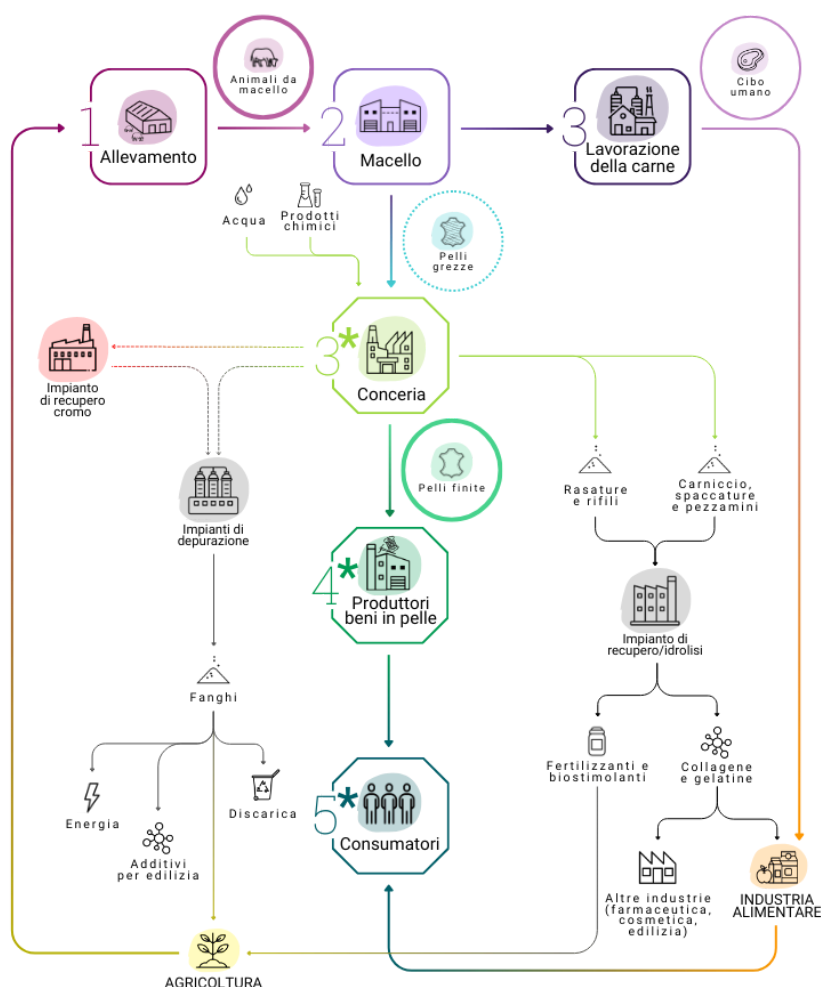 Animali da
macello
Cibo
umano
1
Allevamento
2
Macello
3
Lavorazione
della carne
Acqua
Prodotti
chimici
Pelli
grezze
3*
Conceria
Impianto
di recupero
cromo
Pelli finite
Rasature
e rifili
Carniccio,
spaccature
e pezzamini
Impianti di
depurazione
4*
Produttori
beni in pelle
Impianto di
recupero/idrolisi
Fanghi
Fertilizzanti e
biostimolanti
Collagene
e gelatine
Energia
Additivi
per edilizia
Discarica
5*
Consumatori
Altre industrie
(farmaceutica,
cosmetica,
edilizia)
INDUSTRIA
ALIMENTARE
AGRICOLTURA